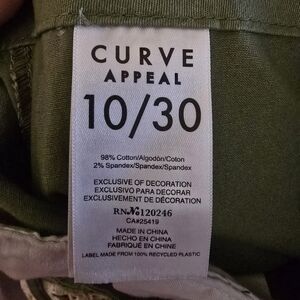 CURVE
APPEAL
10/30
98% Cotton/Algodón/Coton
2% Spandex/Spandex/Spandex
EXCLUSIVE OF DECORATION
EXCLUSIVO PARA DECORAR
EXCLUSIVEMENT DE DÉCORATION
RN№120246
CA#25419
MADE IN CHINA
HECHO EN CHINA
FABRIQUÉ EN CHINE
LABEL MADE FROM 100% RECYCLED PLASTIC